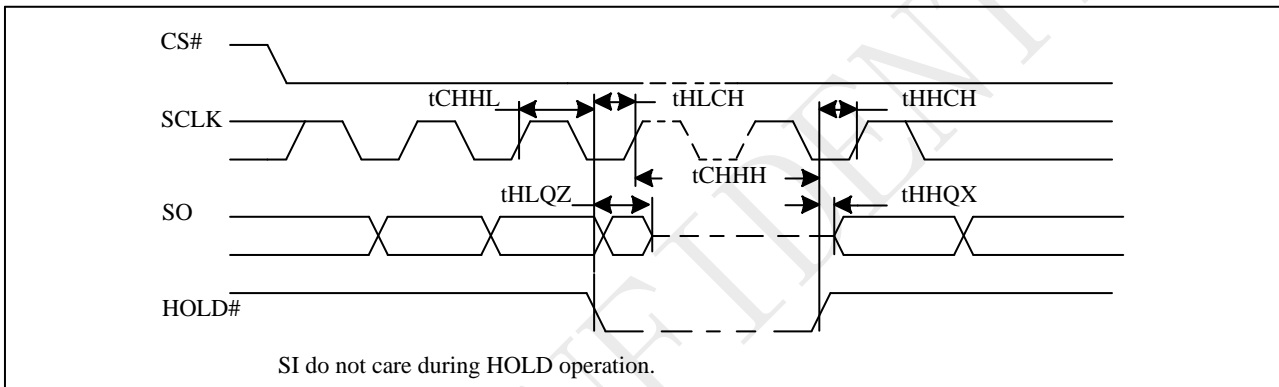 CS#
tCHHL
tHLCH
tHHCH
SCLK
tCHHH
tHLQZ
tHHQX
SO
HOLD#
SI do not care during HOLD operation.